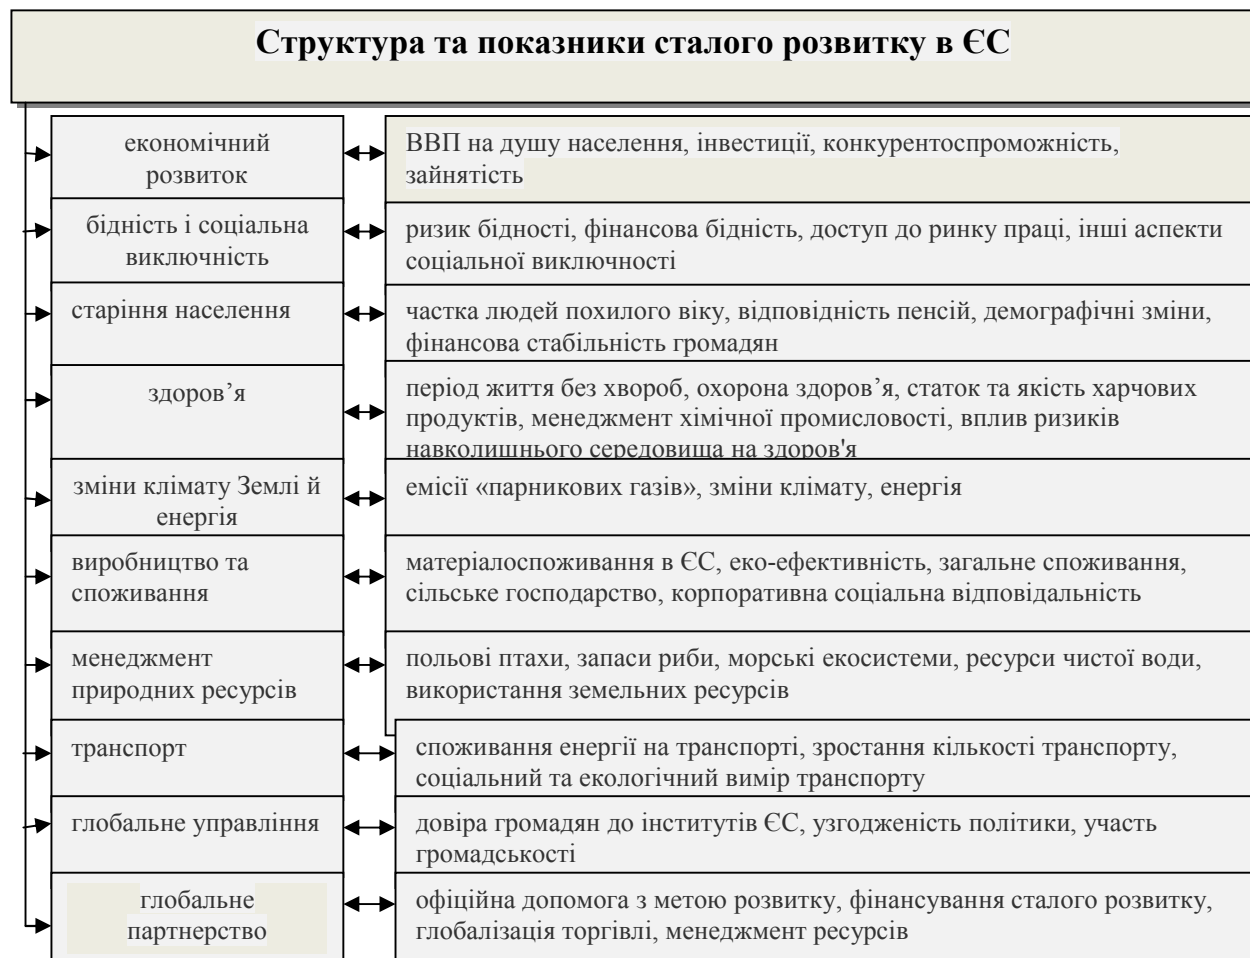 Структура та показники сталого розвитку в ЄС
економічний
розвиток
ВВП на душу населення, інвестиції, конкурентоспроможність,
зайнятість
бідність і соціальна
виключність
ризик бідності, фінансова бідність, доступ до ринку праці, інші аспекти
соціальної виключності
старіння населення
частка людей похилого віку, відповідність пенсій, демографічні зміни,
фінансова стабільність громадян
здоров’я
період життя без хвороб, охорона здоров’я, статок та якість харчових
продуктів, менеджмент хімічної промисловості, вплив ризиків
навколишнього середовища на здоров'я
зміни клімату Землі й
енергія
емісії «парникових газів», зміни клімату, енергія
виробництво та
споживання
матеріалоспоживання в ЄС, еко-ефективність, загальне споживання,
сільське господарство, корпоративна соціальна відповідальність
менеджмент
природних ресурсів
польові птахи, запаси риби, морські екосистеми, ресурси чистої води,
використання земельних ресурсів
транспорт
споживання енергії на транспорті, зростання кількості транспорту,
соціальний та екологічний вимір транспорту
глобальне управління
довіра громадян до інститутів ЄС, узгодженість політики, участь
громадськості
глобальне
партнерство
офіційна допомога з метою розвитку, фінансування сталого розвитку,
глобалізація торгівлі, менеджмент ресурсів